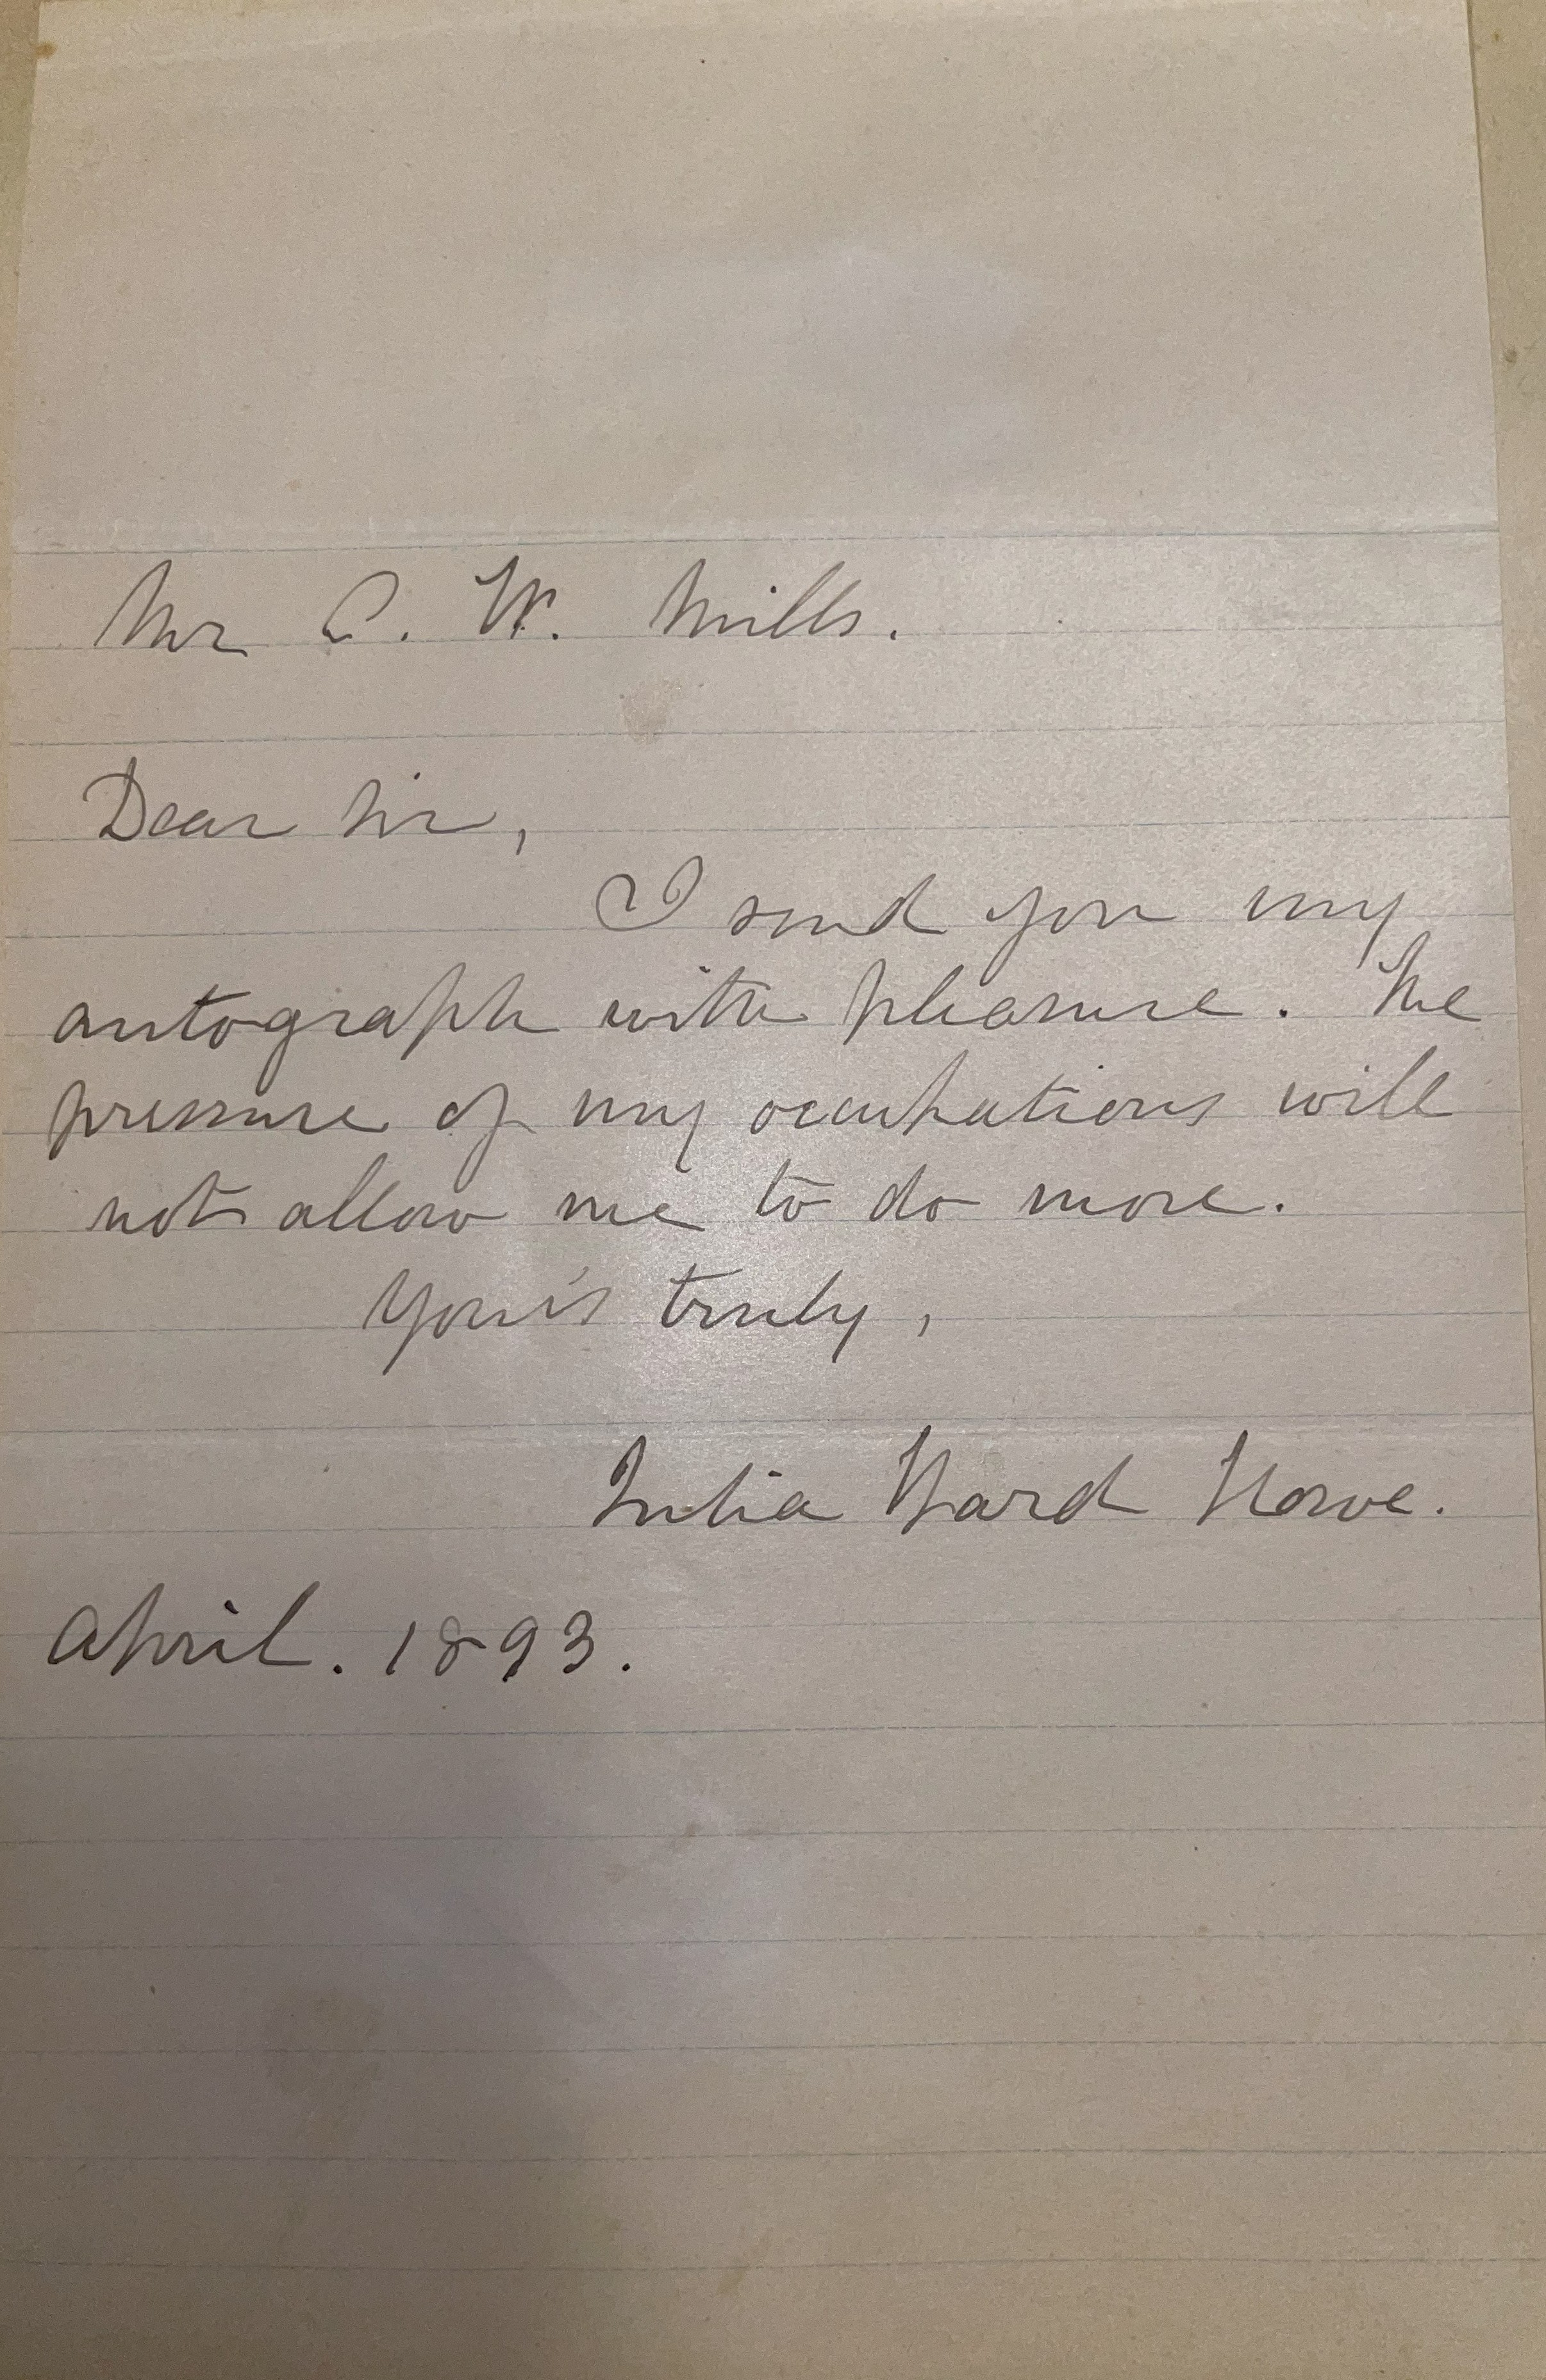 Mr C. W. Mills.
Dear Sir,
I send you my
autograph with pleasure. The
pressure of my occupations will
not allow me to do more.
Your's truly,
Julia Ward Howe.
April. 1893.